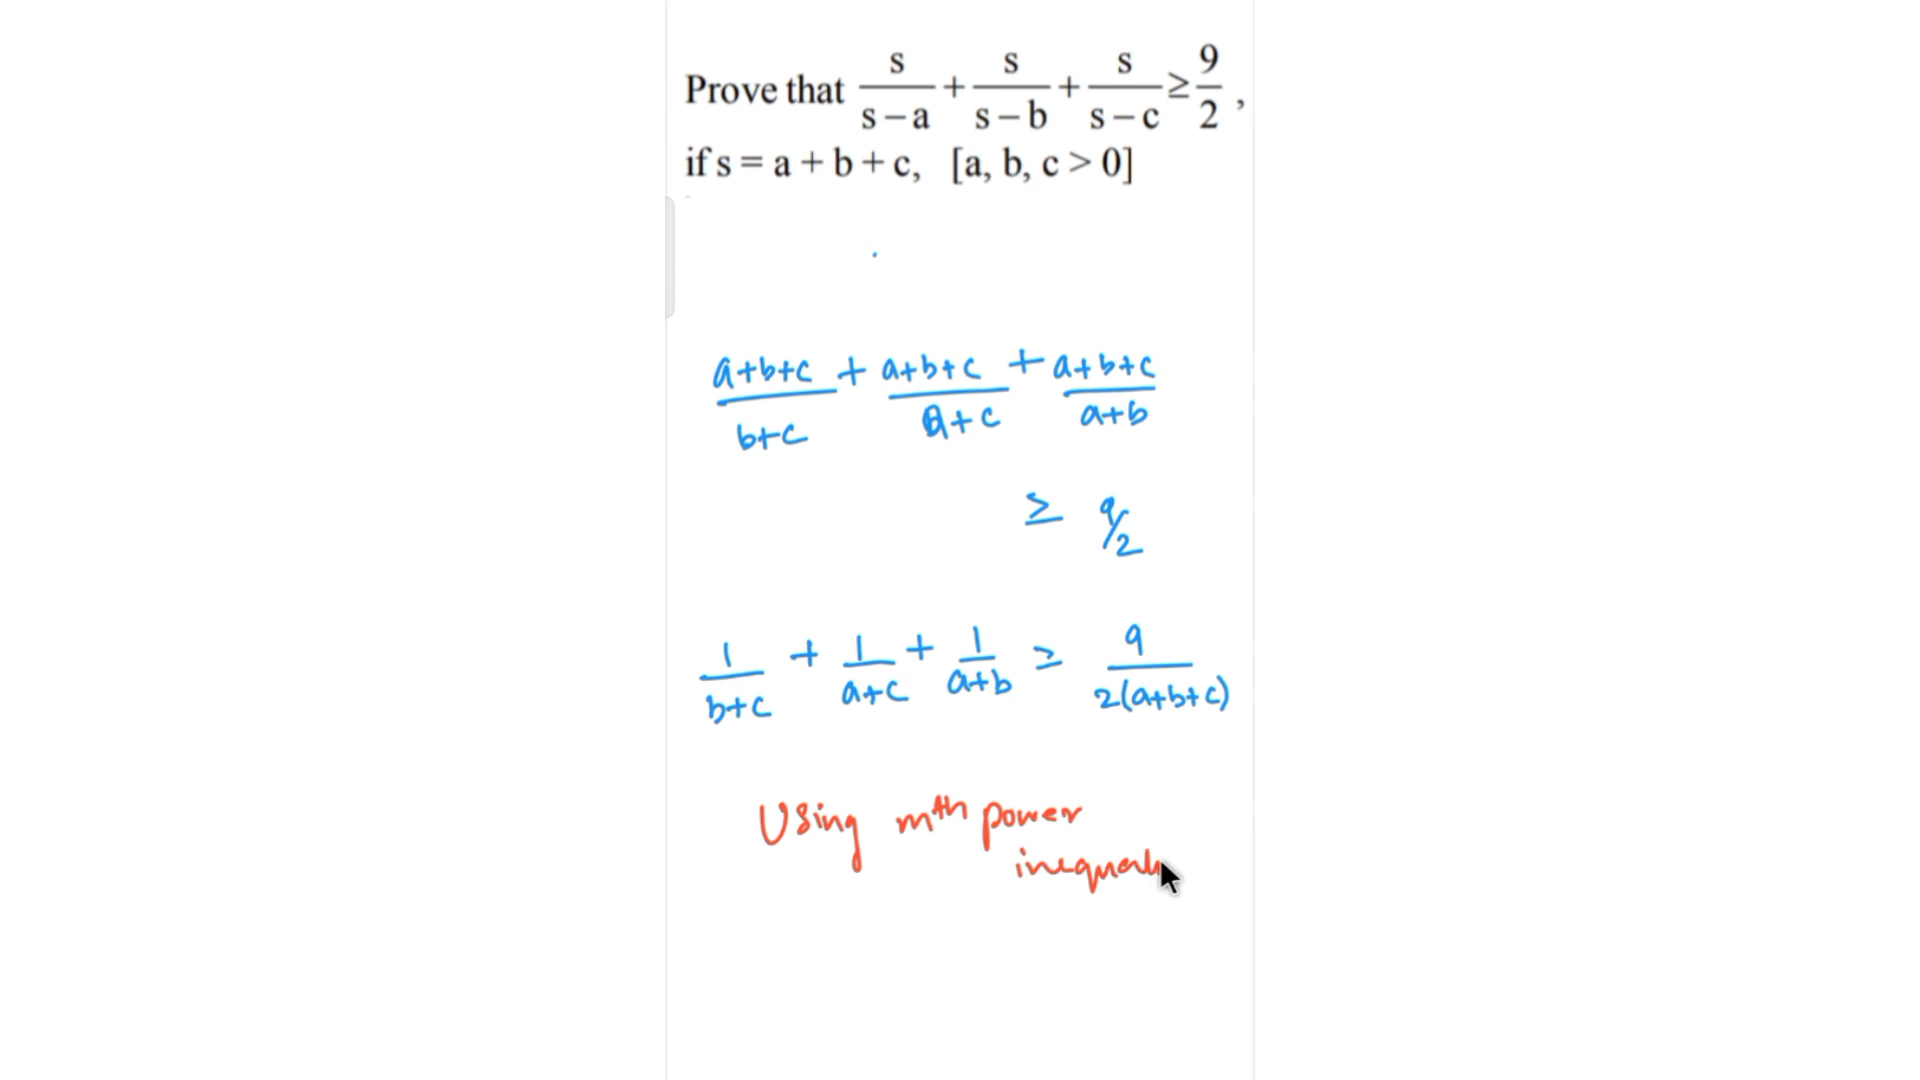 Prove that s/(s – a) + s/(s – b) + s/(s – c) ≥ 9/2 ,
if s = a + b + c,   [a, b, c > 0]
(a+b+c)/(b+c) + (a+b+c)/(a+c) + (a+b+c)/(a+b)
≥ 9/2
1/(b+c) + 1/(a+c) + 1/(a+b) ≥ 9/(2(a+b+c))
Using mth power